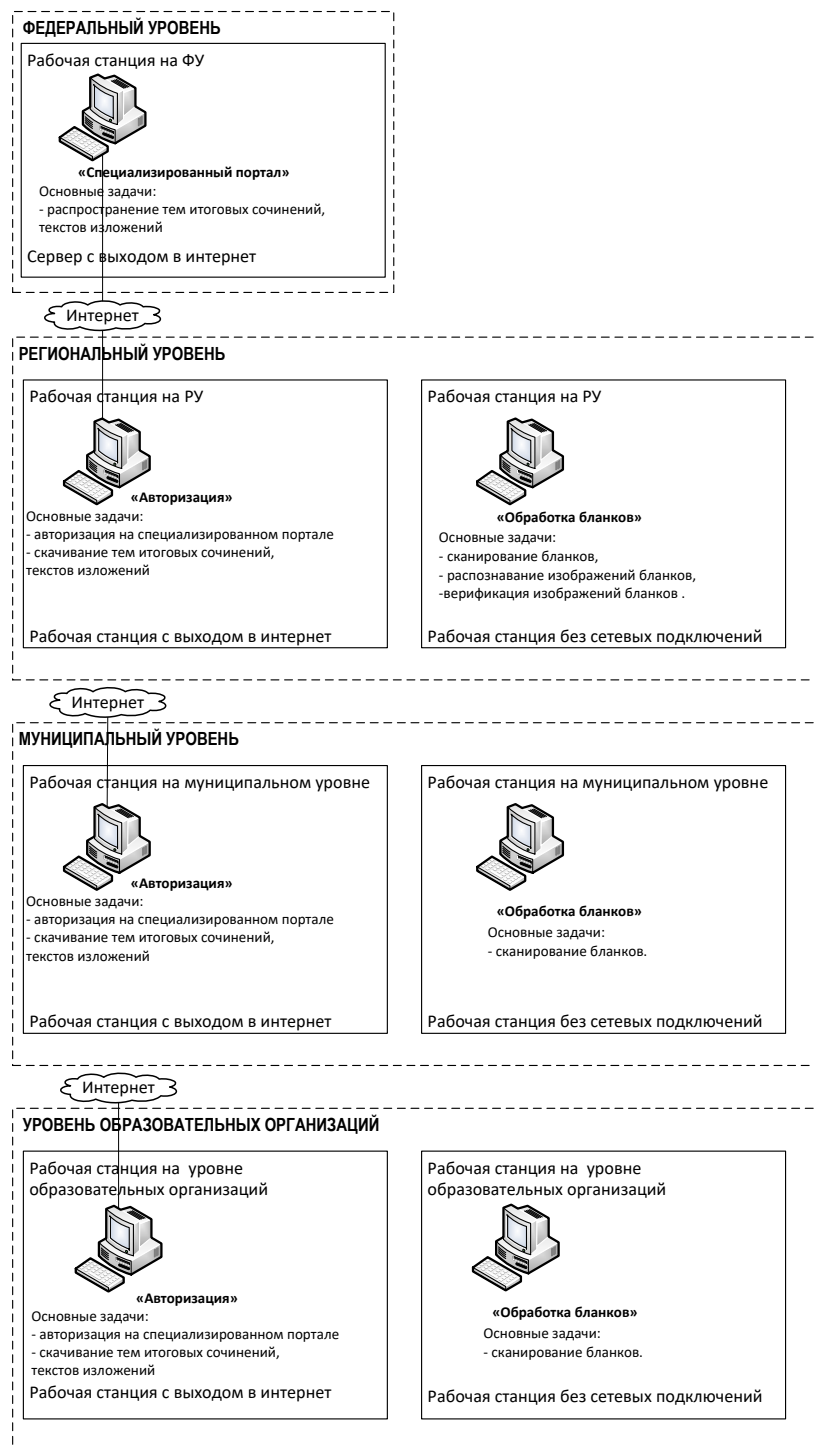 ФЕДЕРАЛЬНЫЙ УРОВЕНЬ
Рабочая станция на ФУ
«Специализированный портал»
Основные задачи:
- распространение тем итоговых сочинений,
текстов изложений
Сервер с выходом в интернет
Интернет
РЕГИОНАЛЬНЫЙ УРОВЕНЬ
Рабочая станция на РУ
«Авторизация»
Основные задачи:
- авторизация на специализированном портале
- скачивание тем итоговых сочинений,
текстов изложений
Рабочая станция с выходом в интернет
Рабочая станция на РУ
«Обработка бланков»
Основные задачи:
- сканирование бланков,
- распознавание изображений бланков,
-верификация изображений бланков .
Рабочая станция без сетевых подключений
Интернет
МУНИЦИПАЛЬНЫЙ УРОВЕНЬ
Рабочая станция на муниципальном уровне
«Авторизация»
Основные задачи:
- авторизация на специализированном портале
- скачивание тем итоговых сочинений,
текстов изложений
Рабочая станция с выходом в интернет
Рабочая станция на муниципальном уровне
«Обработка бланков»
Основные задачи:
- сканирование бланков.
Рабочая станция без сетевых подключений
Интернет
УРОВЕНЬ ОБРАЗОВАТЕЛЬНЫХ ОРГАНИЗАЦИЙ
Рабочая станция на уровне
образовательных организаций
«Авторизация»
Основные задачи:
- авторизация на специализированном портале
- скачивание тем итоговых сочинений,
текстов изложений
Рабочая станция с выходом в интернет
Рабочая станция на уровне
образовательных организаций
«Обработка бланков»
Основные задачи:
- сканирование бланков.
Рабочая станция без сетевых подключений